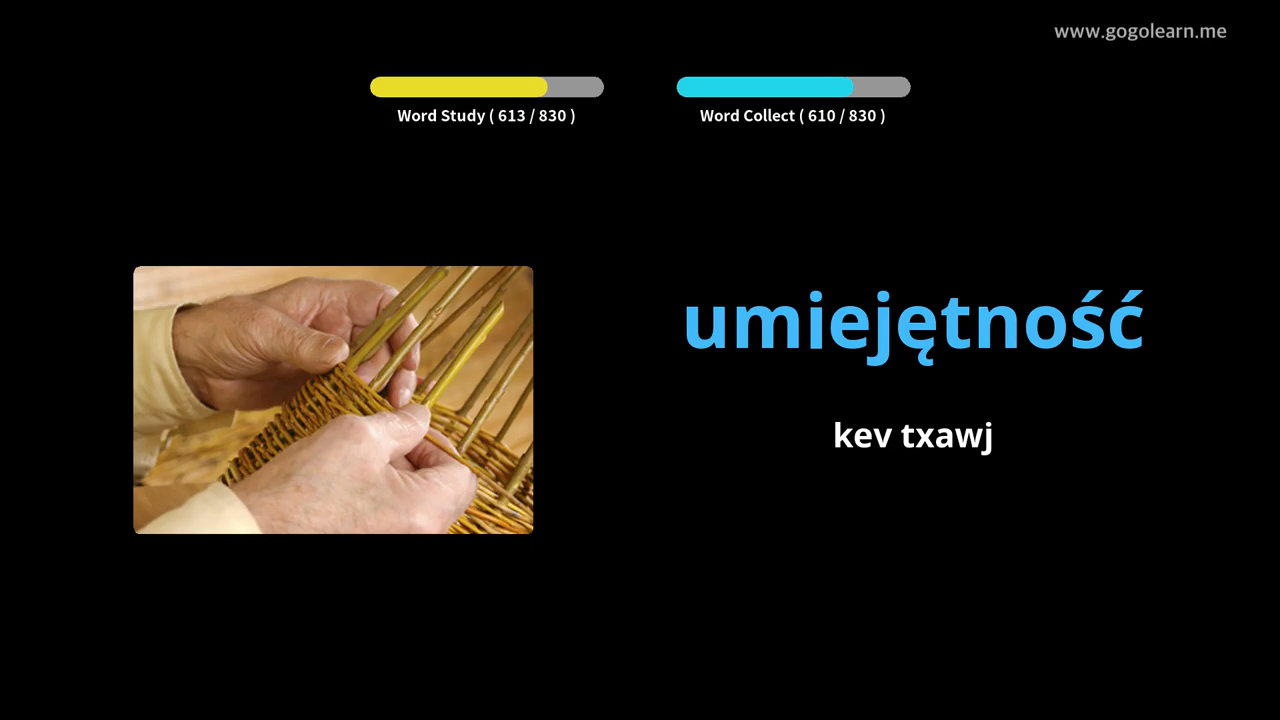 www.gogolearn.me
Word Study ( 613 / 830 )
Word Collect ( 610 / 830 )
umiejętność
kev txawj